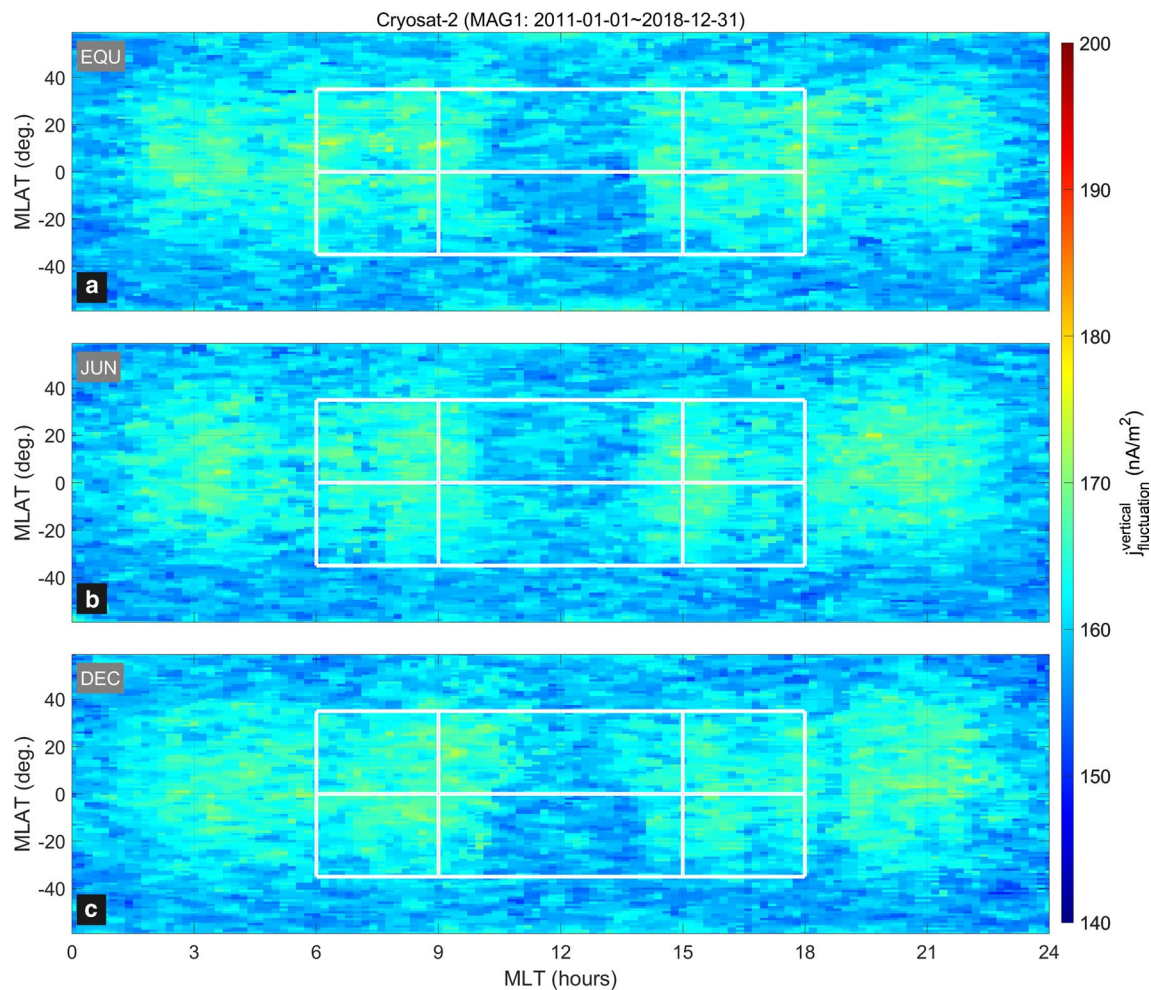 Cryosat-2 (MAG1: 2011-01-01~2018-12-31)
EQU
40
20
0
-20
-40
MLAT (deg.)
a
JUN
40
20
0
-20
-40
MLAT (deg.)
b
DEC
40
20
0
-20
-40
MLAT (deg.)
c
0 3 6 9 12 15 18 21 24
MLT (hours)
200
190
180
170
160
150
140
j vertical fluctuation (nA/m²)